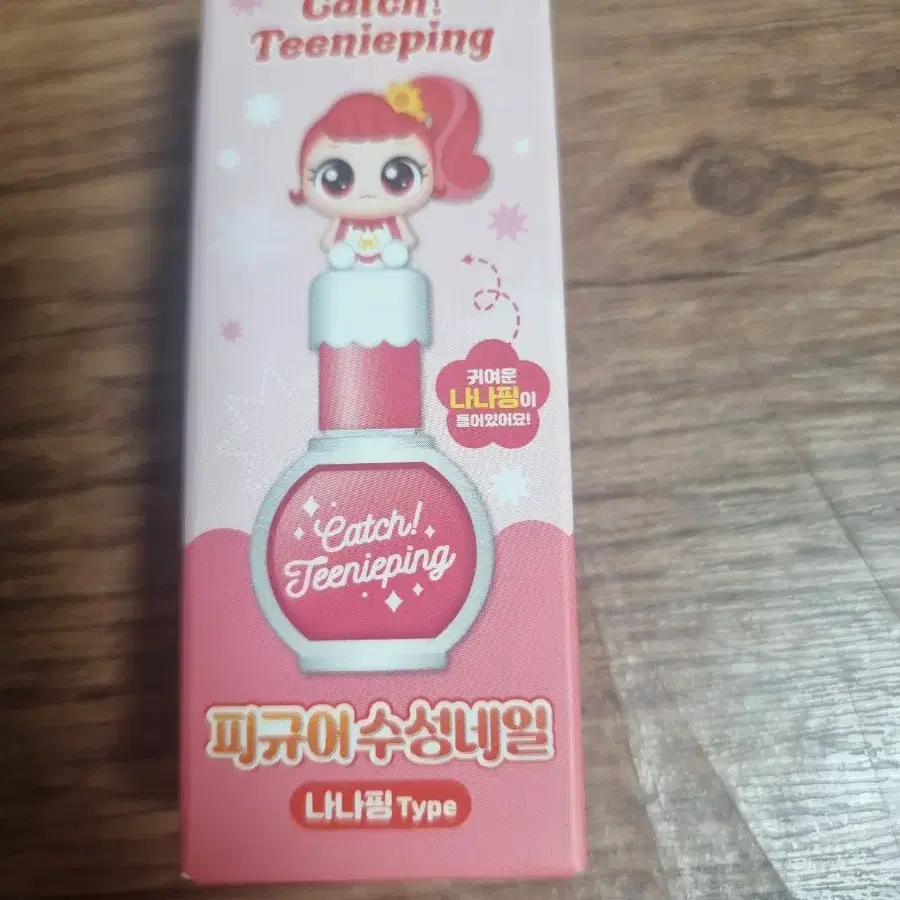 Catch!
Teenieping
귀여운
나나핑이
들어있어요!
Catch!
Teenieping
피규어 수성네일
나나핑 Type